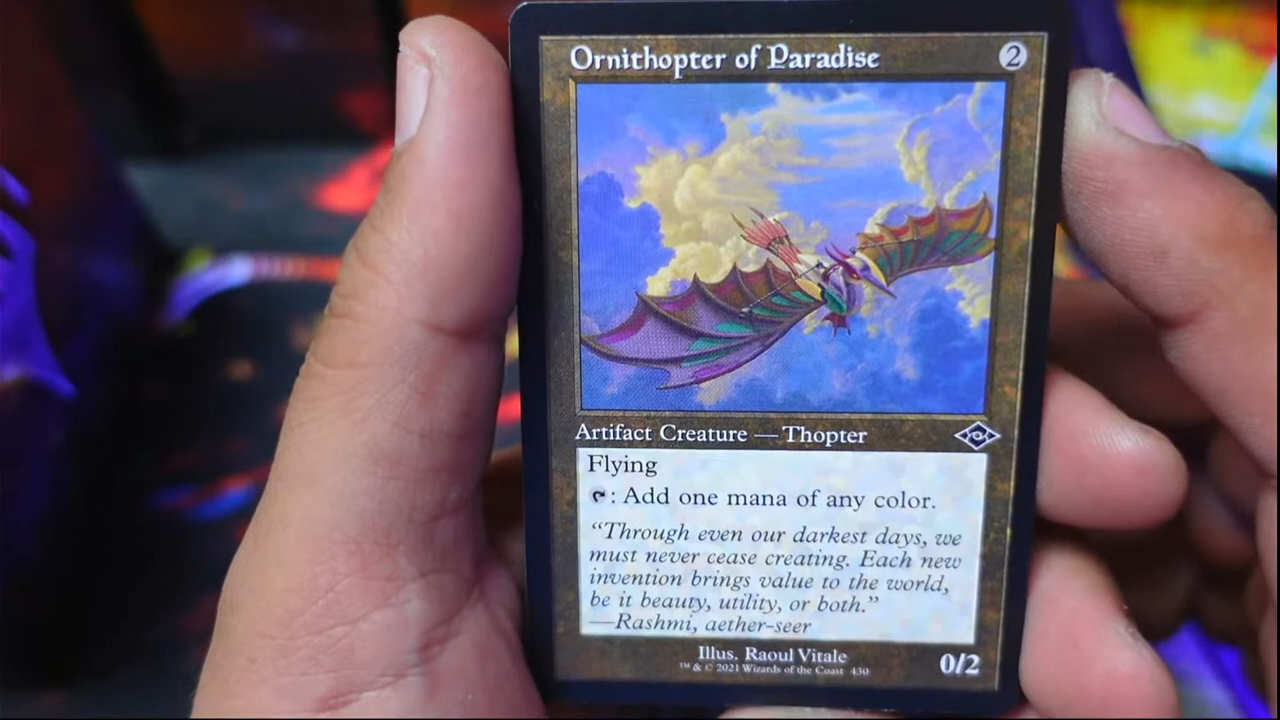 Ornithopter of Paradise 2
Artifact Creature — Thopter
Flying
: Add one mana of any color.
“Through even our darkest days, we
must never cease creating. Each new
invention brings value to the world,
be it beauty, utility, or both.”
—Rashmi, aether-seer
Illus. Raoul Vitale
™ & © 2021 Wizards of the Coast 430
0/2